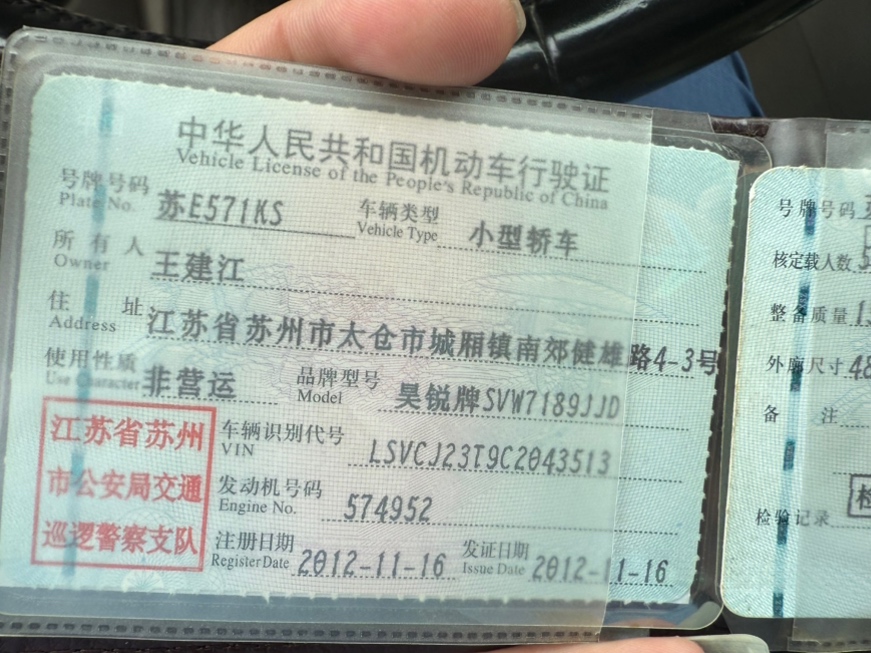 中华人民共和国机动车行驶证
Vehicle License of the People's Republic of China
号牌号码 苏E571KS 车辆类型 小型轿车
Plate No. Vehicle Type
所有人 王建江
Owner
住址 江苏省苏州市太仓市城厢镇南郊健雄路4-3号
Address
使用性质 非营运 品牌型号 昊锐牌SVW7189JJD
Use Character Model
江苏省苏州
市公安局交通
巡逻警察支队
车辆识别代号 LSVCJ23T9C2043513
VIN
发动机号码 574952
Engine No.
注册日期 2012-11-16 发证日期 2012-11-16
Register Date Issue Date
号牌号码
核定载人数 5
整备质量
外廓尺寸 48
备注
检验记录 检